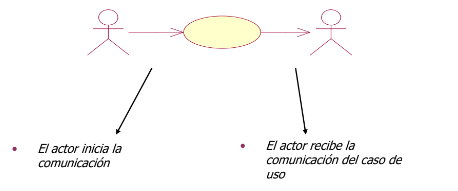 • El actor inicia la
comunicación
• El actor recibe la
comunicación del caso de
uso